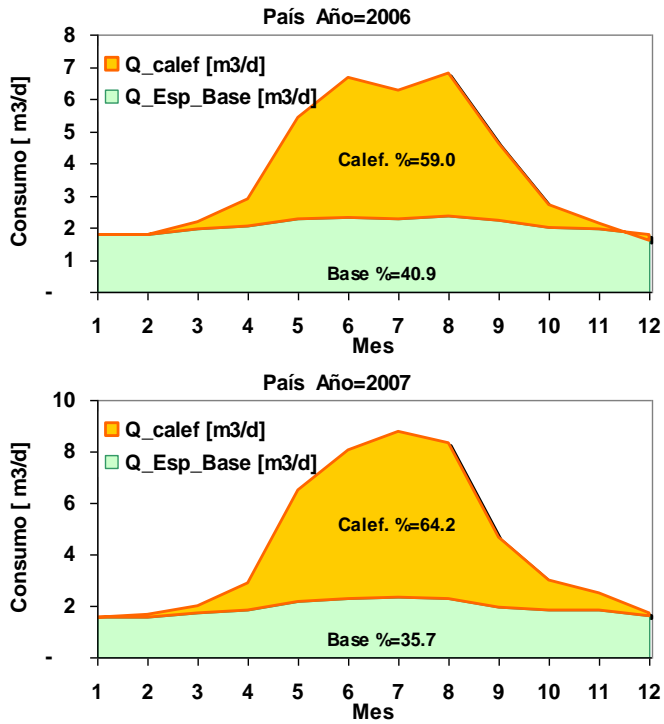 País Año=2006
8
7
6
5
4
3
2
1
-
Consumo [ m3/d]
Q_calef [m3/d]
Q_Esp_Base [m3/d]
Calef. %=59.0
Base %=40.9
1 2 3 4 5 6 7 8 9 10 11 12
Mes
País Año=2007
10
8
6
4
2
-
Consumo [ m3/d]
Q_calef [m3/d]
Q_Esp_Base [m3/d]
Calef. %=64.2
Base %=35.7
1 2 3 4 5 6 7 8 9 10 11 12
Mes